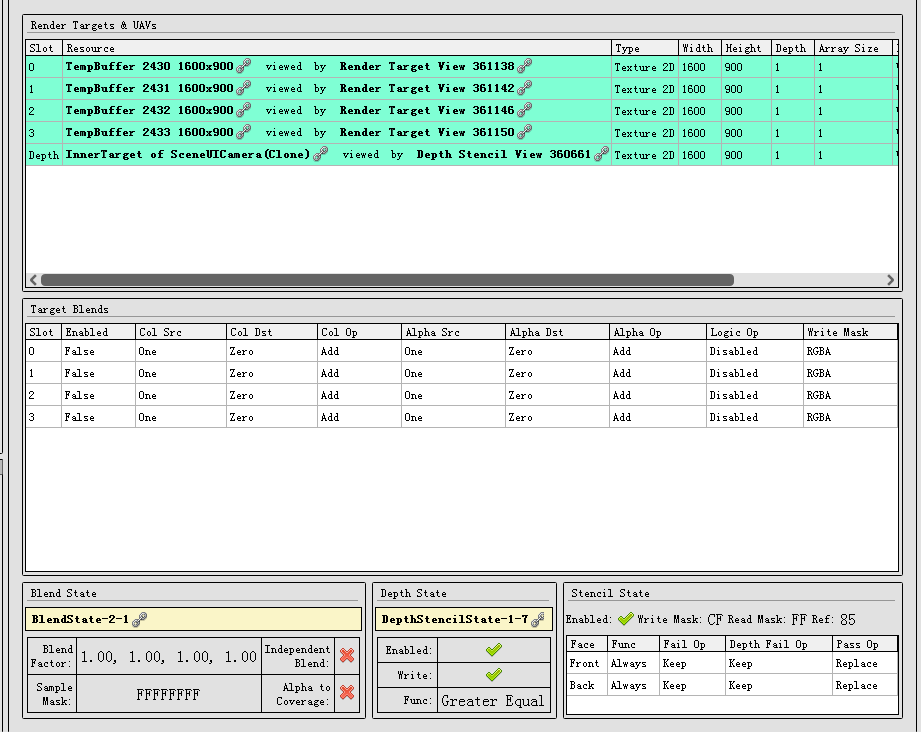 Render Targets & UAVs
Slot Resource Type Width Height Depth Array Size
0 TempBuffer 2430 1600x900 viewed by Render Target View 361138 Texture 2D 1600 900 1 1
1 TempBuffer 2431 1600x900 viewed by Render Target View 361142 Texture 2D 1600 900 1 1
2 TempBuffer 2432 1600x900 viewed by Render Target View 361146 Texture 2D 1600 900 1 1
3 TempBuffer 2433 1600x900 viewed by Render Target View 361150 Texture 2D 1600 900 1 1
Depth InnerTarget of SceneUICamera(Clone) viewed by Depth Stencil View 360661 Texture 2D 1600 900 1 1
Target Blends
Slot Enabled Col Src Col Dst Col Op Alpha Src Alpha Dst Alpha Op Logic Op Write Mask
0 False One Zero Add One Zero Add Disabled RGBA
1 False One Zero Add One Zero Add Disabled RGBA
2 False One Zero Add One Zero Add Disabled RGBA
3 False One Zero Add One Zero Add Disabled RGBA
Blend State
BlendState-2-1
Blend Factor: 1.00, 1.00, 1.00, 1.00 Independent Blend:
Sample Mask: FFFFFFFF Alpha to Coverage:
Depth State
DepthStencilState-1-7
Enabled:
Write:
Func: Greater Equal
Stencil State
Enabled: Write Mask: CF Read Mask: FF Ref: 85
Face Func Fail Op Depth Fail Op Pass Op
Front Always Keep Keep Replace
Back Always Keep Keep Replace